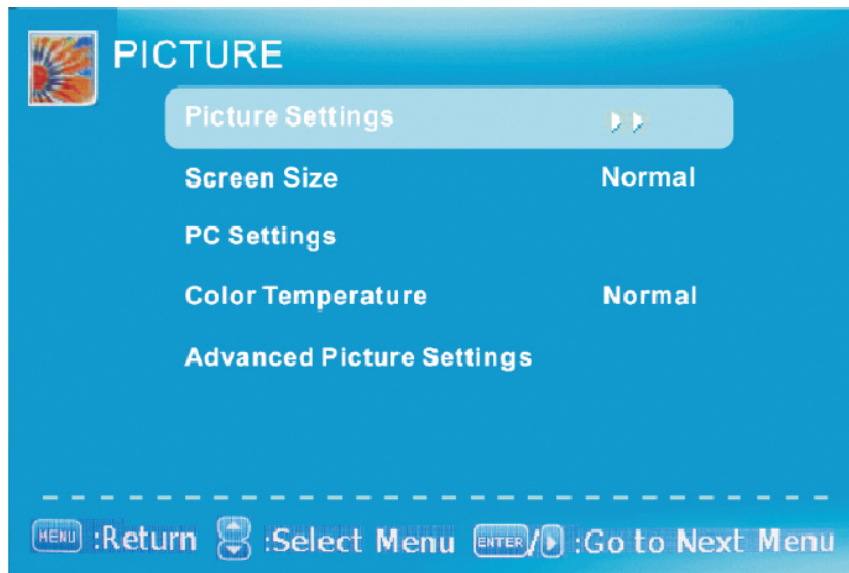 PICTURE
Picture Settings
Screen Size Normal
PC Settings
Color Temperature Normal
Advanced Picture Settings
MENU :Return :Select Menu ENTER / :Go to Next Menu